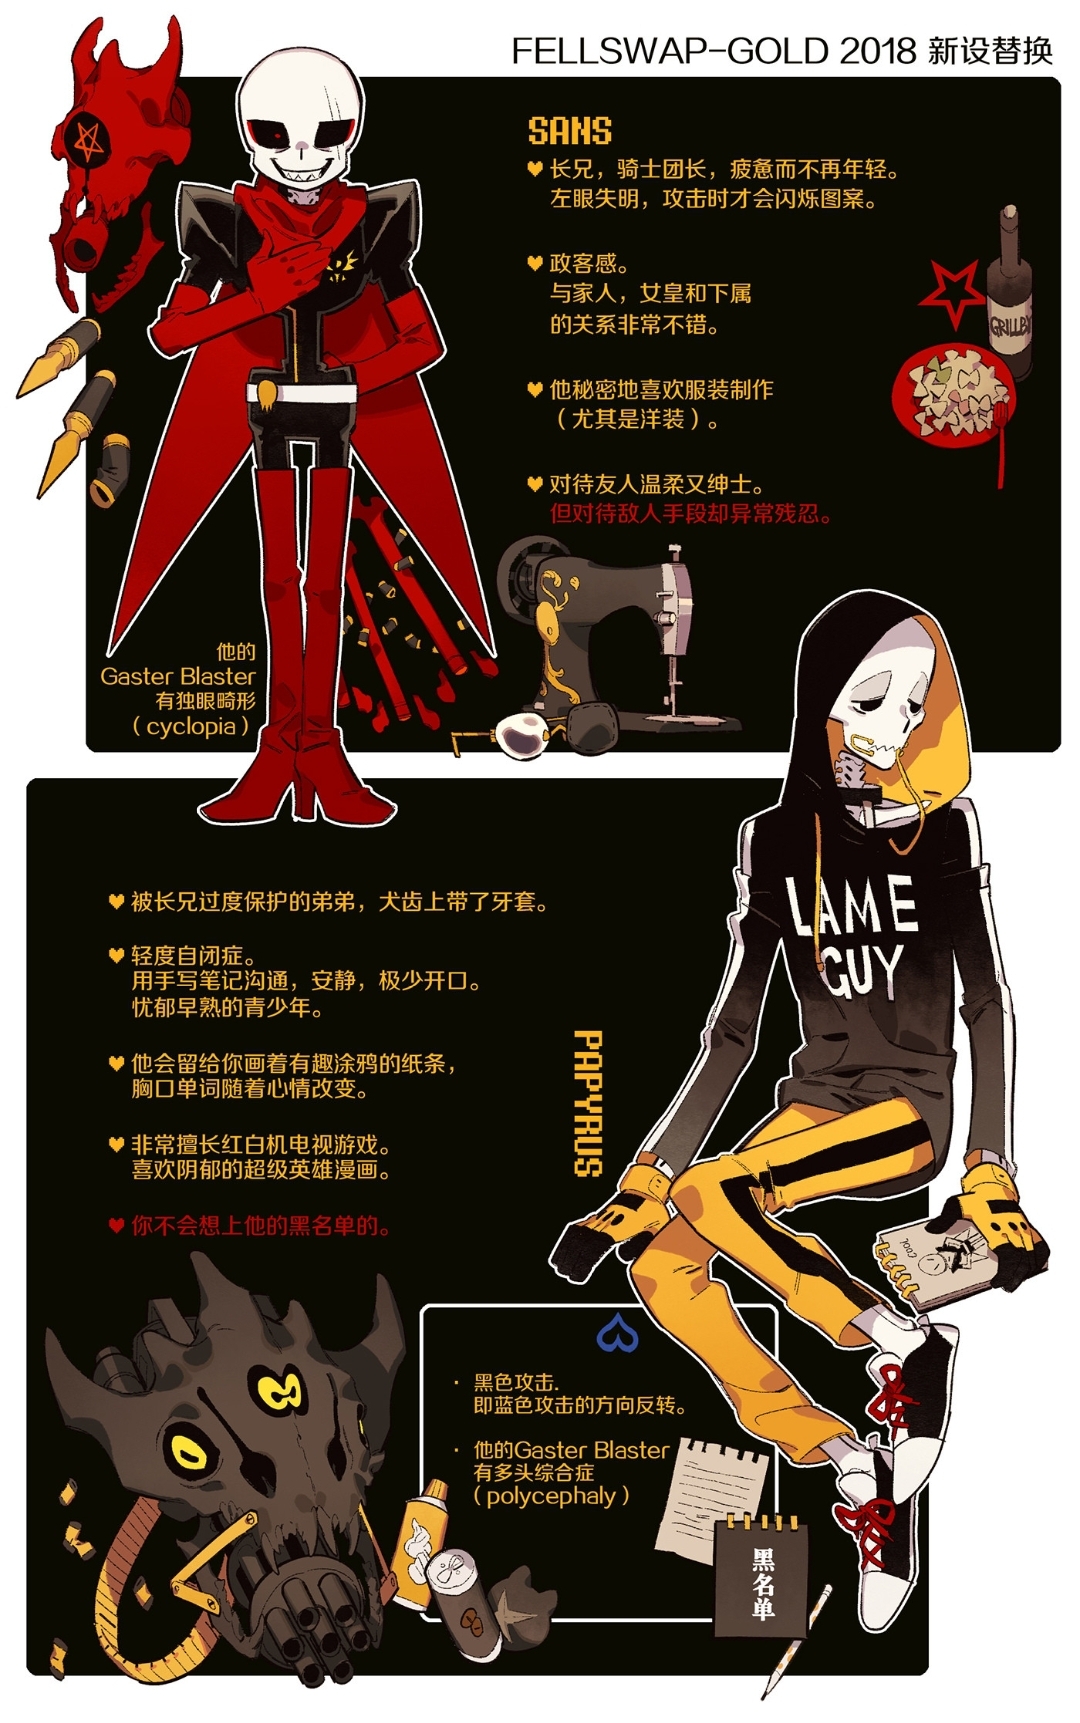 FELLSWAP-GOLD 2018 新设替换
SANS
长兄，骑士团长，疲惫而不再年轻。
左眼失明，攻击时才会闪烁图案。
政客感。
与家人，女皇和下属
的关系非常不错。
他秘密地喜欢服装制作
（尤其是洋装）。
对待友人温柔又绅士。
但对待敌人手段却异常残忍。
GRILLBY
他的
Gaster Blaster
有独眼畸形
（cyclopia）
LAME
GUY
COOL
PAPYRUS
被长兄过度保护的弟弟，犬齿上带了牙套。
轻度自闭症。
用手写笔记沟通，安静，极少开口。
忧郁早熟的青少年。
他会留给你画着有趣涂鸦的纸条，
胸口单词随着心情改变。
非常擅长红白机电视游戏。
喜欢阴郁的超级英雄漫画。
你不会想上他的黑名单的。
· 黑色攻击.
即蓝色攻击的方向反转。
· 他的Gaster Blaster
有多头综合症
（polycephaly）
黑名单